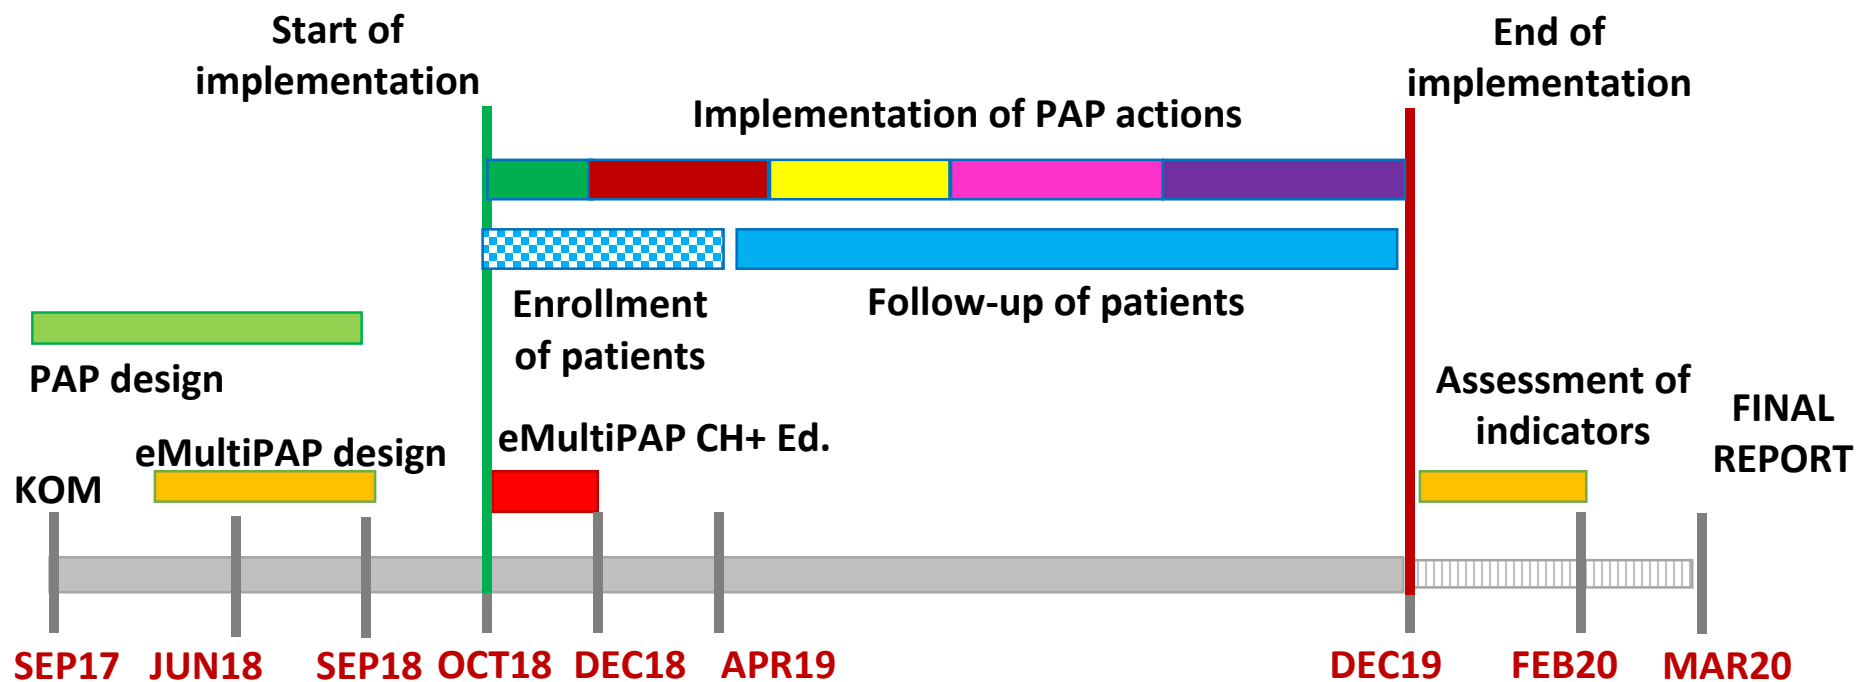 Start of
implementation
End of
implementation
Implementation of PAP actions
Enrollment
of patients
Follow-up of patients
PAP design
Assessment of
indicators
FINAL
REPORT
eMultiPAP design
eMultiPAP CH+ Ed.
KOM
SEP17 JUN18 SEP18 OCT18 DEC18 APR19 DEC19 FEB20 MAR20